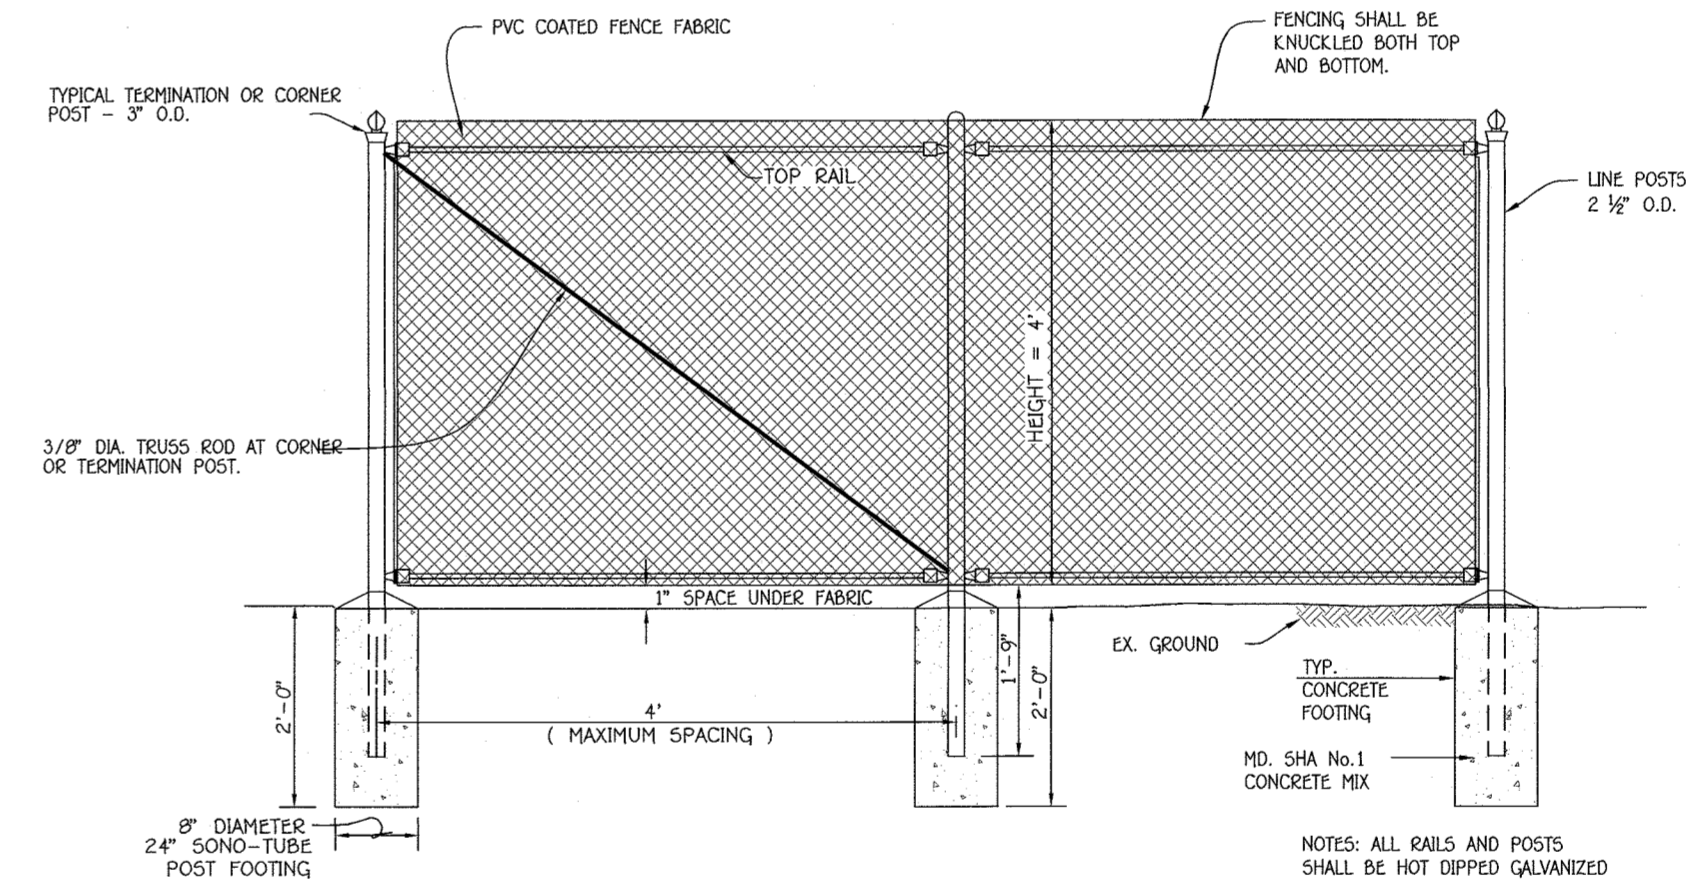 PVC COATED FENCE FABRIC
FENCING SHALL BE
KNUCKLED BOTH TOP
AND BOTTOM.
TYPICAL TERMINATION OR CORNER
POST - 3" O.D.
TOP RAIL
LINE POSTS
2 ½" O.D.
HEIGHT = 4'
3/8" DIA. TRUSS ROD AT CORNER
OR TERMINATION POST.
1" SPACE UNDER FABRIC
EX. GROUND
2'-0"
1'-9"
2'-0"
4'
( MAXIMUM SPACING )
TYP.
CONCRETE
FOOTING
MD. SHA No.1
CONCRETE MIX
8" DIAMETER
24" SONO-TUBE
POST FOOTING
NOTES: ALL RAILS AND POSTS
SHALL BE HOT DIPPED GALVANIZED